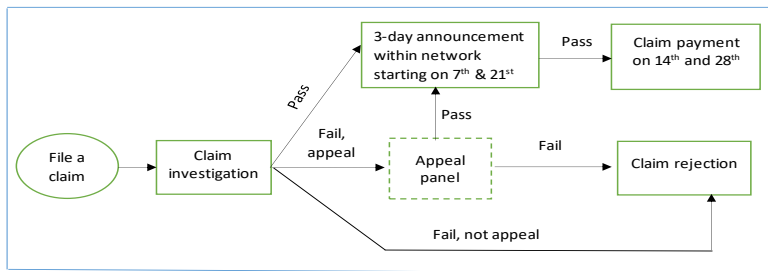 3-day announcement
within network
starting on 7th & 21st
Pass
Claim payment
on 14th and 28th
Pass
Pass
File a
claim
Claim
investigation
Fail,
appeal
Appeal
panel
Fail
Claim rejection
Fail, not appeal